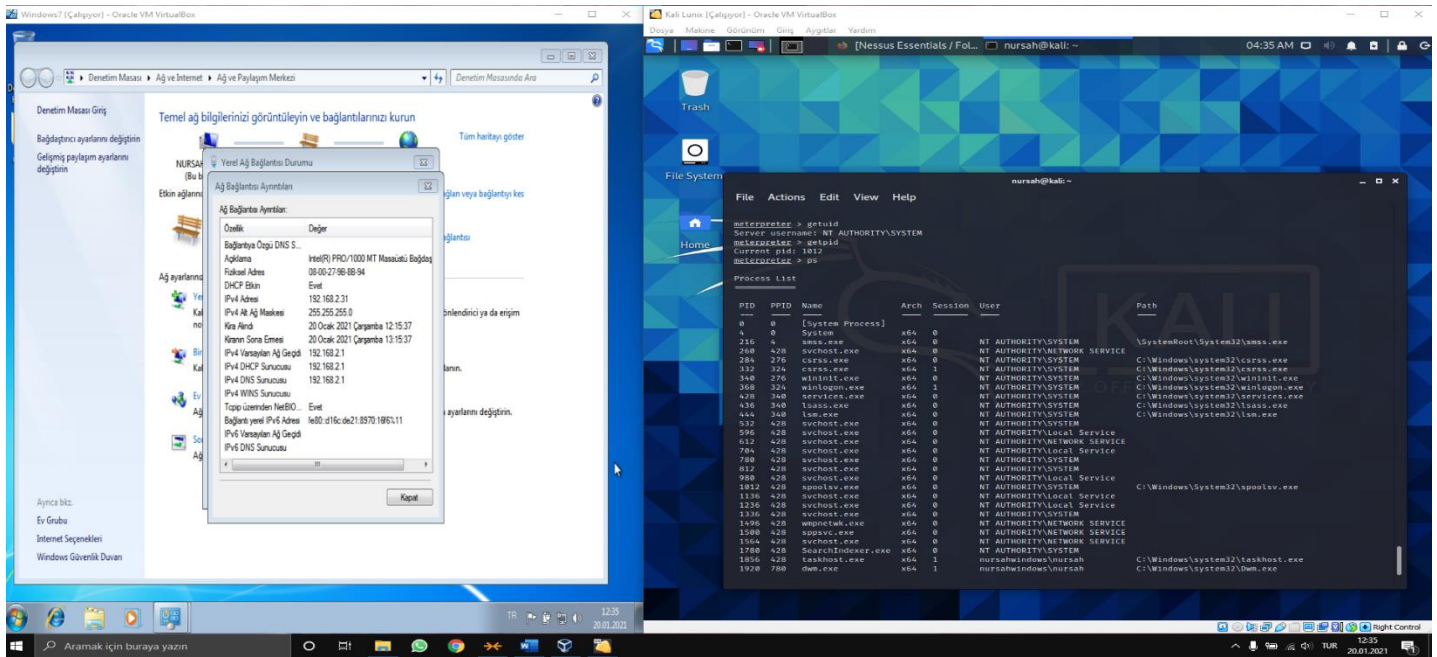 Windows7 [Çalışıyor] - Oracle VM VirtualBox
Denetim Masası ▸ Ağ ve Internet ▸ Ağ ve Paylaşım Merkezi
Denetim Masasında Ara
Denetim Masası Giriş
Bağdaştırıcı ayarlarını değiştirin
Gelişmiş paylaşım ayarlarını
değiştirin
Temel ağ bilgilerinizi görüntüleyin ve bağlantılarınızı kurun
Tüm haritayı göster
NURSAH
(Bu b
Etkin ağlarını
ğlan veya bağlantıyı kes
ğlantısı
Ağ ayarlarınız
Ye
Kal
no
önlendirici ya da erişim
Bir
Kal
lanın.
Ev
Ağ
ı ayarlarını değiştirin.
So
Ağ
Yerel Ağ Bağlantısı Durumu
Ağ Bağlantısı Ayrıntıları
Ağ Bağlantısı Ayrıntıları:
Özellik Değer
Bağlantıya Özgü DNS S...
Açıklama Intel(R) PRO/1000 MT Masaüstü Bağdaş
Fiziksel Adres 08-00-27-9B-BB-94
DHCP Etkin Evet
IPv4 Adresi 192.168.2.31
IPv4 Alt Ağ Maskesi 255.255.255.0
Kira Alındı 20 Ocak 2021 Çarşamba 12:15:37
Kiranın Sona Ermesi 20 Ocak 2021 Çarşamba 13:15:37
IPv4 Varsayılan Ağ Geçidi 192.168.2.1
IPv4 DHCP Sunucusu 192.168.2.1
IPv4 DNS Sunucusu 192.168.2.1
IPv4 WINS Sunucusu
Tcpip üzerinden NetBIO... Evet
Bağlantı yerel IPv6 Adresi fe80::d16c:de21:8970:16f6%11
IPv6 Varsayılan Ağ Geçidi
IPv6 DNS Sunucusu
Kapat
Ayrıca bkz.
Ev Grubu
Internet Seçenekleri
Windows Güvenlik Duvarı
TR
12:35
20.01.2021
Kali Lunix [Çalışıyor] - Oracle VM VirtualBox
Dosya Makine Görünüm Giriş Aygıtlar Yardım
[Nessus Essentials / Fol... nursah@kali: ~ 04:35 AM
Trash
File System
Home
nursah@kali: ~
File Actions Edit View Help
meterpreter > getuid
Server username: NT AUTHORITY\SYSTEM
meterpreter > getpid
Current pid: 1012
meterpreter > ps
Process List
PID PPID Name Arch Session User Path
0 0 [System Process]
4 0 System x64 0
216 4 smss.exe x64 0 NT AUTHORITY\SYSTEM \SystemRoot\System32\smss.exe
260 428 svchost.exe x64 0 NT AUTHORITY\NETWORK SERVICE
284 276 csrss.exe x64 0 NT AUTHORITY\SYSTEM C:\Windows\system32\csrss.exe
332 324 csrss.exe x64 1 NT AUTHORITY\SYSTEM C:\Windows\system32\csrss.exe
340 276 wininit.exe x64 0 NT AUTHORITY\SYSTEM C:\Windows\system32\wininit.exe
368 324 winlogon.exe x64 1 NT AUTHORITY\SYSTEM C:\Windows\system32\winlogon.exe
428 340 services.exe x64 0 NT AUTHORITY\SYSTEM C:\Windows\system32\services.exe
436 340 lsass.exe x64 0 NT AUTHORITY\SYSTEM C:\Windows\system32\lsass.exe
444 340 lsm.exe x64 0 NT AUTHORITY\SYSTEM C:\Windows\system32\lsm.exe
532 428 svchost.exe x64 0 NT AUTHORITY\SYSTEM
596 428 svchost.exe x64 0 NT AUTHORITY\Local Service
612 428 svchost.exe x64 0 NT AUTHORITY\NETWORK SERVICE
704 428 svchost.exe x64 0 NT AUTHORITY\Local Service
780 428 svchost.exe x64 0 NT AUTHORITY\SYSTEM
812 428 svchost.exe x64 0 NT AUTHORITY\SYSTEM
980 428 svchost.exe x64 0 NT AUTHORITY\Local Service
1012 428 spoolsv.exe x64 0 NT AUTHORITY\SYSTEM C:\Windows\System32\spoolsv.exe
1136 428 svchost.exe x64 0 NT AUTHORITY\Local Service
1236 428 svchost.exe x64 0 NT AUTHORITY\Local Service
1336 428 svchost.exe x64 0 NT AUTHORITY\SYSTEM
1496 428 wmpnetwk.exe x64 0 NT AUTHORITY\NETWORK SERVICE
1500 428 sppsvc.exe x64 0 NT AUTHORITY\NETWORK SERVICE
1564 428 svchost.exe x64 0 NT AUTHORITY\NETWORK SERVICE
1780 428 SearchIndexer.exe x64 0 NT AUTHORITY\SYSTEM
1856 428 taskhost.exe x64 1 nursahwindows\nursah C:\Windows\system32\taskhost.exe
1920 780 dwm.exe x64 1 nursahwindows\nursah C:\Windows\system32\Dwm.exe
KALI
Right Control
Aramak için buraya yazın
TUR
12:35
20.01.2021